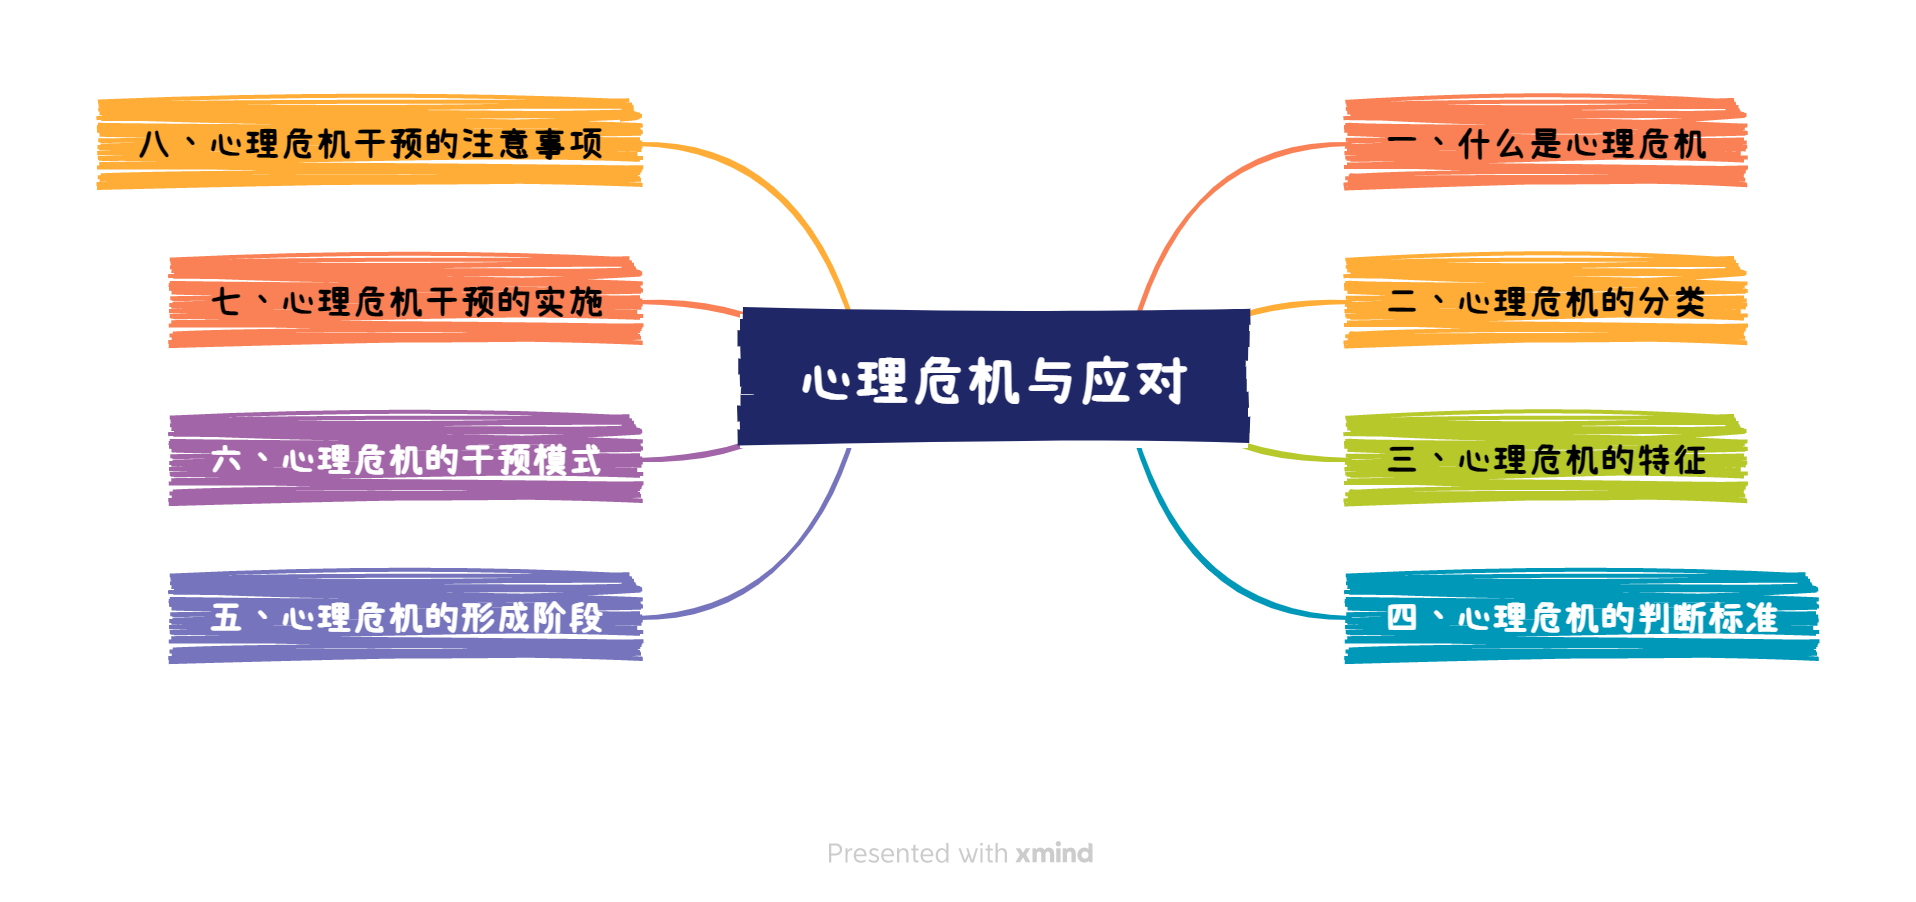 心理危机与应对
一、什么是心理危机
二、心理危机的分类
三、心理危机的特征
四、心理危机的判断标准
五、心理危机的形成阶段
六、心理危机的干预模式
七、心理危机干预的实施
八、心理危机干预的注意事项
Presented with xmind